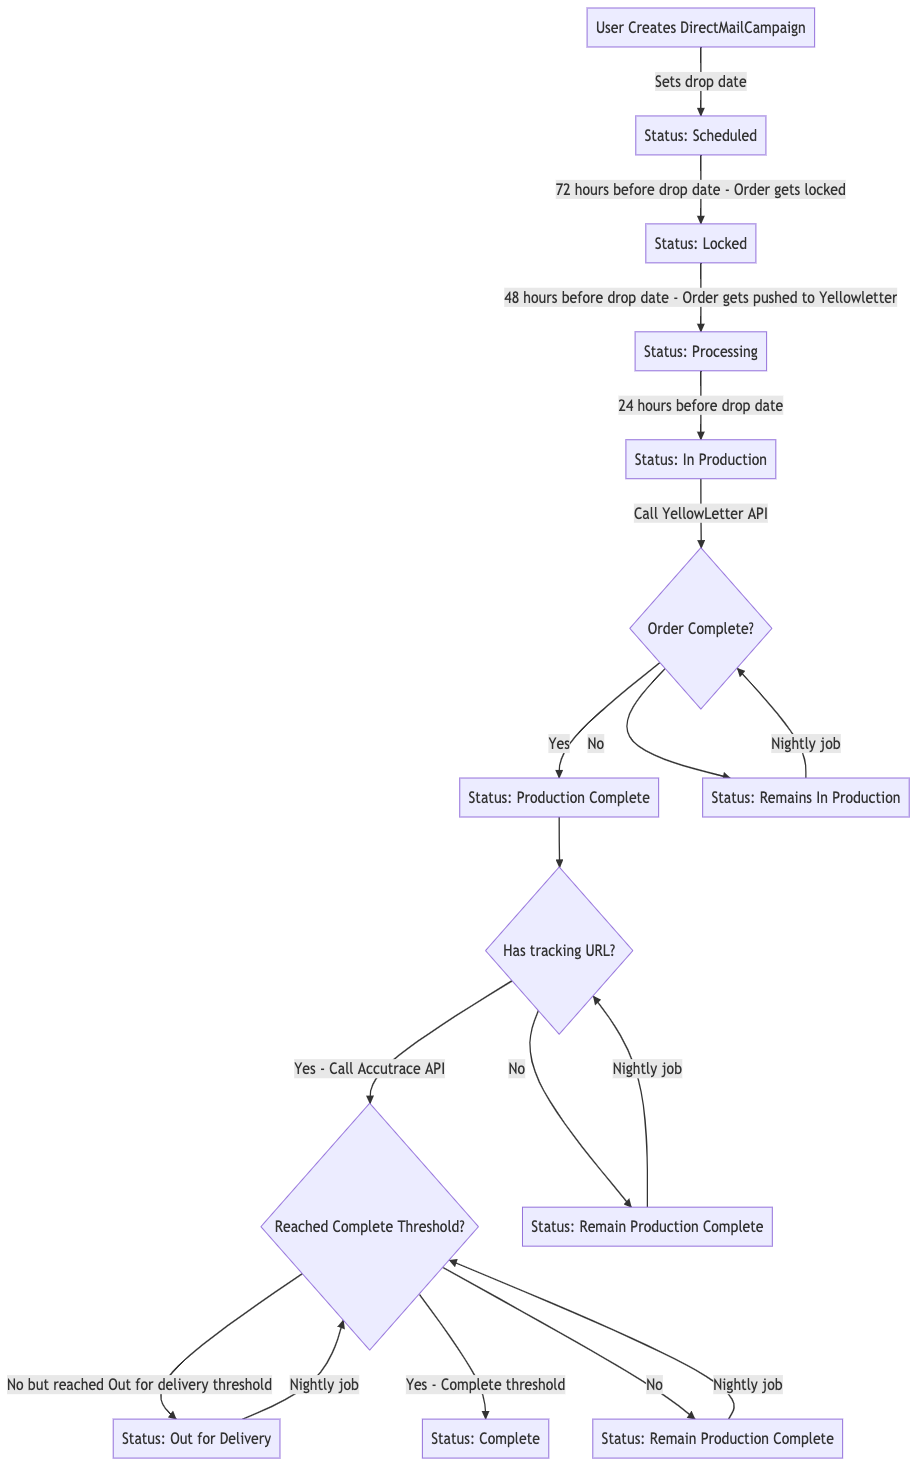 User Creates DirectMailCampaign
Sets drop date
Status: Scheduled
72 hours before drop date - Order gets locked
Status: Locked
48 hours before drop date - Order gets pushed to Yellowletter
Status: Processing
24 hours before drop date
Status: In Production
Call YellowLetter API
Order Complete?
Yes
No
Nightly job
Status: Production Complete
Status: Remains In Production
Has tracking URL?
Yes - Call Accutrace API
No
Nightly job
Reached Complete Threshold?
Status: Remain Production Complete
No but reached Out for delivery threshold
Nightly job
Yes - Complete threshold
No
Nightly job
Status: Out for Delivery
Status: Complete
Status: Remain Production Complete